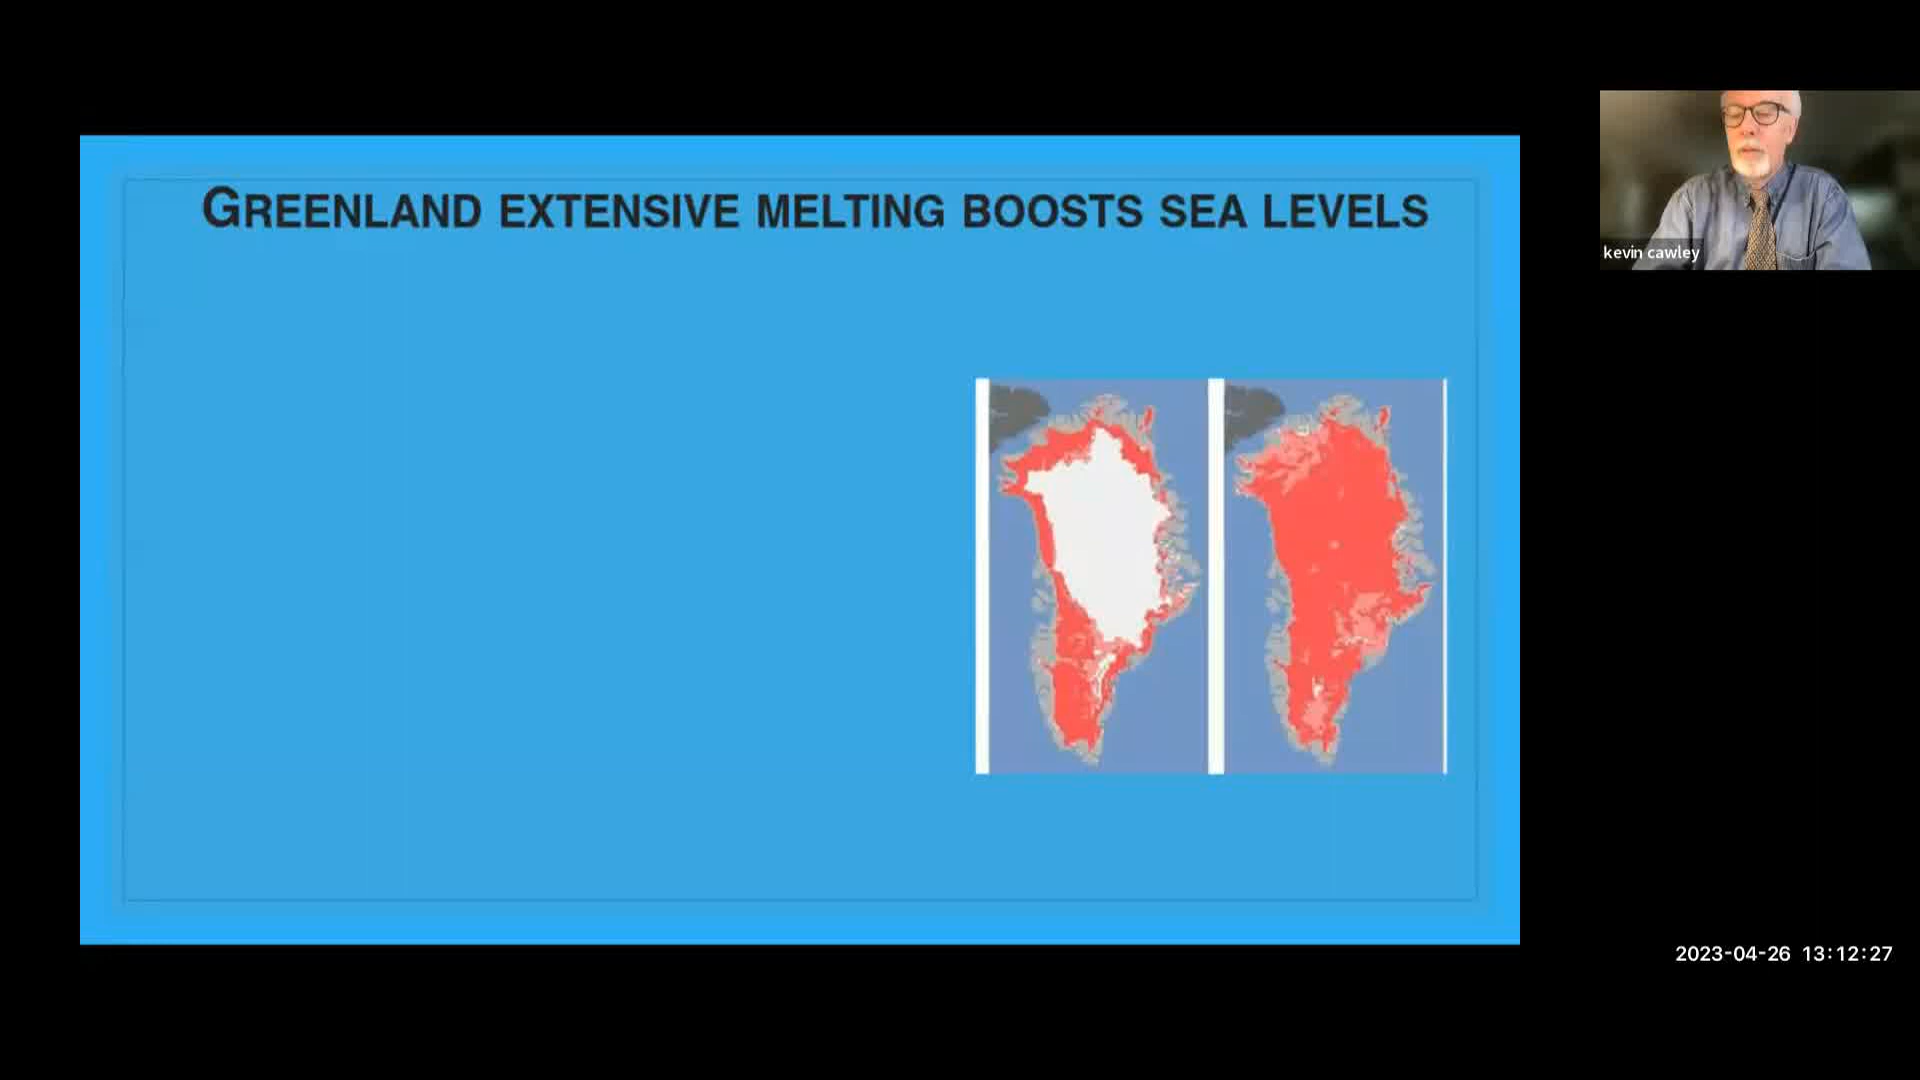 GREENLAND EXTENSIVE MELTING BOOSTS SEA LEVELS
kevin cawley
2023-04-26 13:12:27